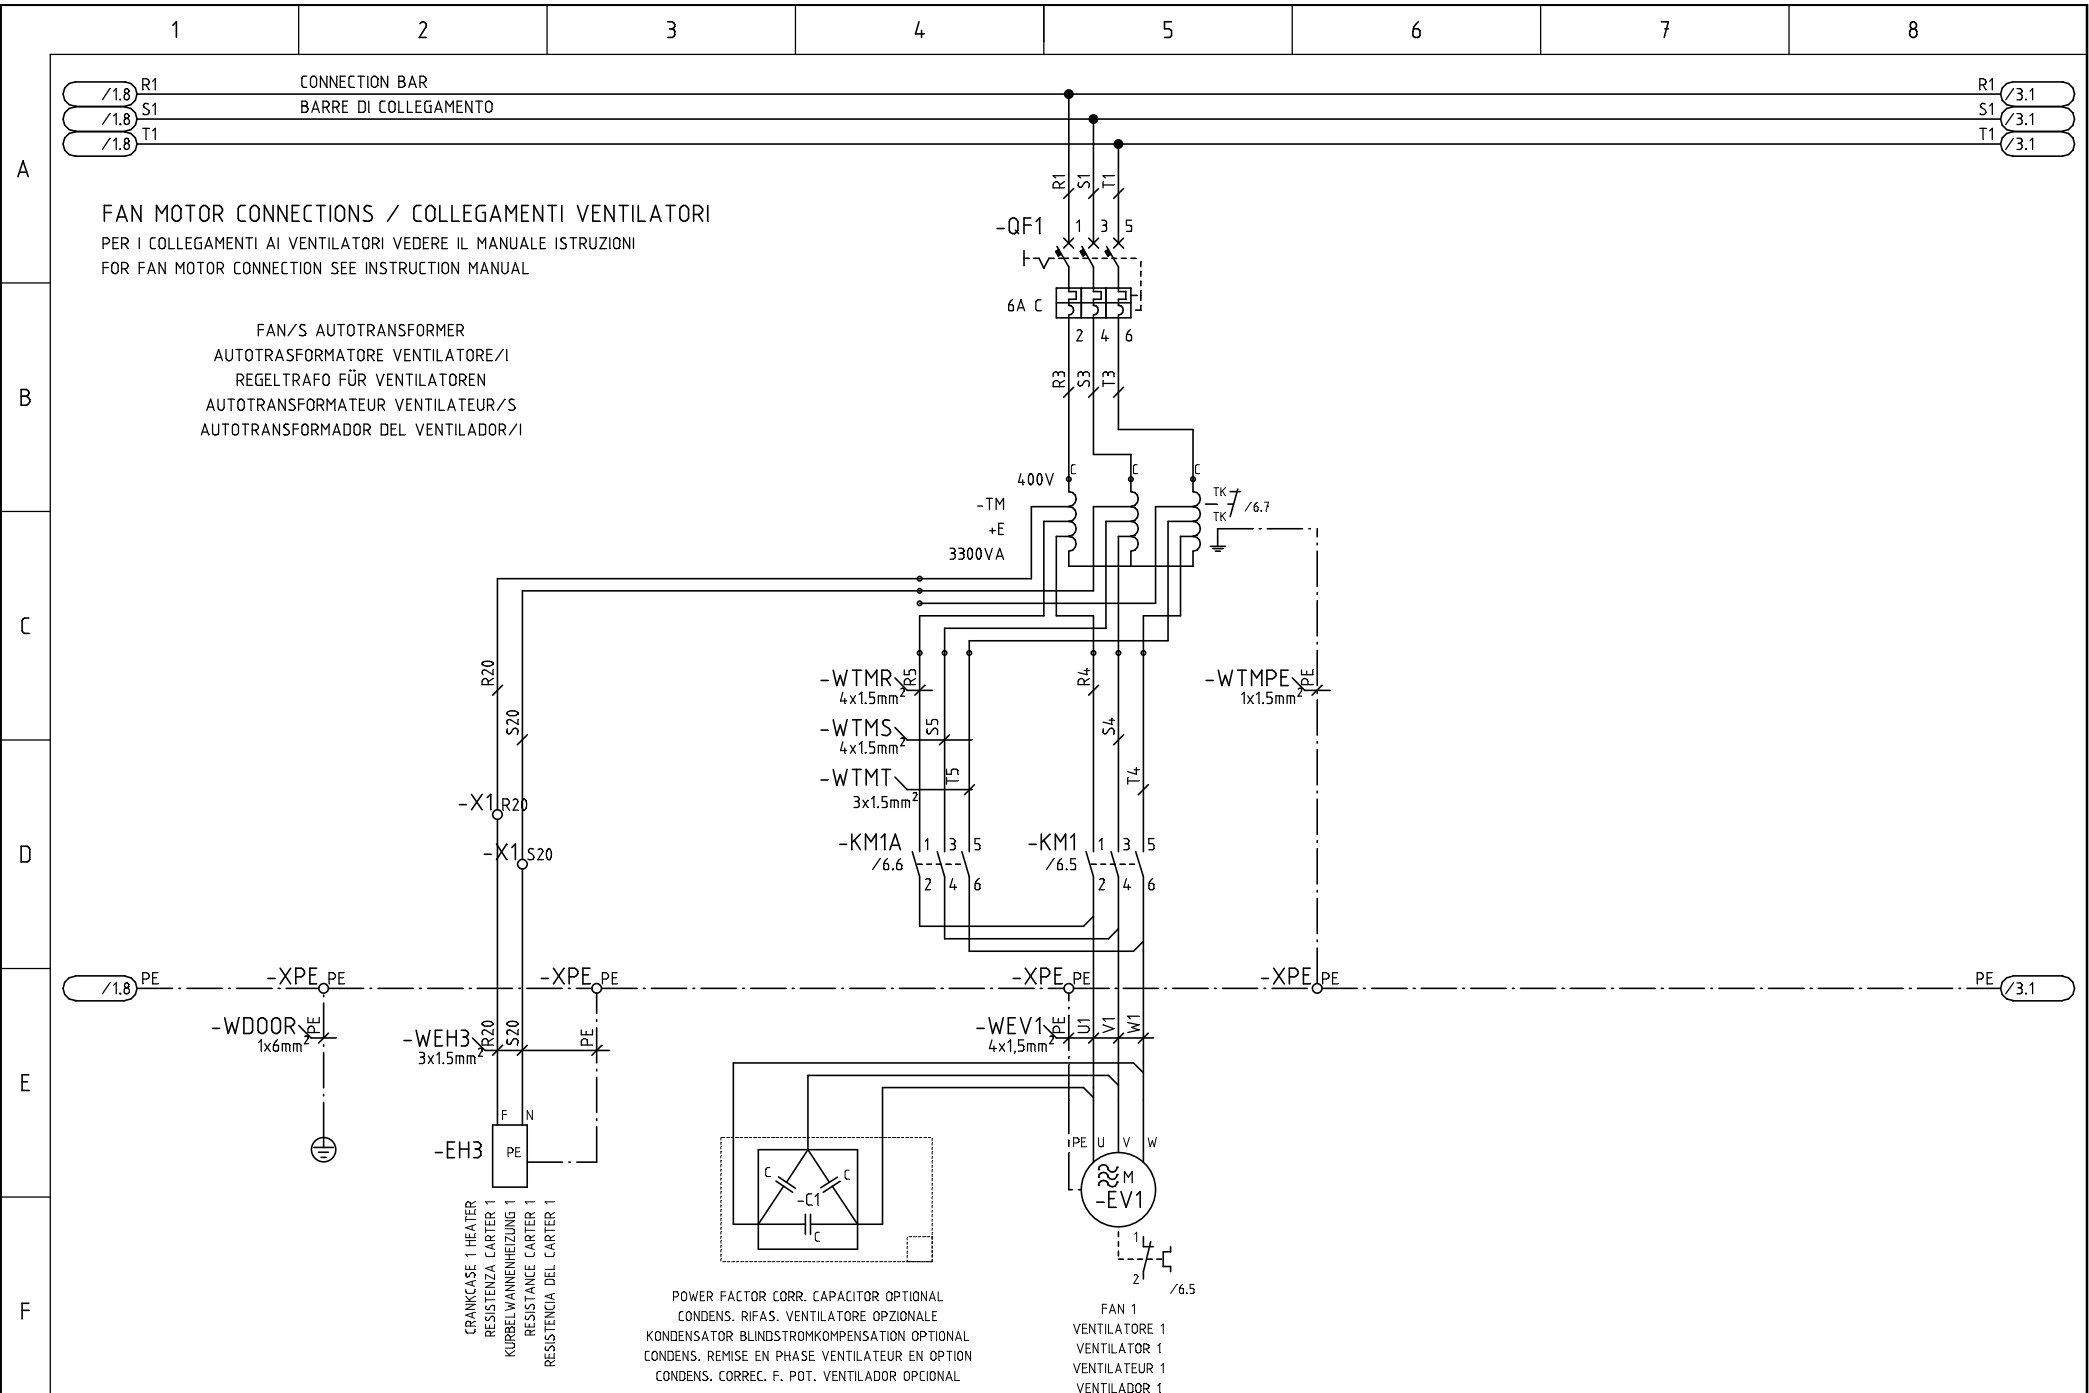 1 2 3 4 5 6 7 8
/1.8 R1 CONNECTION BAR R1 /3.1
/1.8 S1 BARRE DI COLLEGAMENTO S1 /3.1
/1.8 T1 T1 /3.1
A
R1 S1 T1
FAN MOTOR CONNECTIONS / COLLEGAMENTI VENTILATORI
PER I COLLEGAMENTI AI VENTILATORI VEDERE IL MANUALE ISTRUZIONI
FOR FAN MOTOR CONNECTION SEE INSTRUCTION MANUAL
-QF1 1 3 5
6A C
2 4 6
FAN/S AUTOTRANSFORMER
AUTOTRASFORMATORE VENTILATORE/I
REGELTRAFO FÜR VENTILATOREN
AUTOTRANSFORMATEUR VENTILATEUR/S
AUTOTRANSFORMADOR DEL VENTILADOR/I
B
R3 S3 T3
400V C C C
-TM
+E
3300VA
TK
TK /6.7
C
R20
S20
-WTMR R5
4x1.5mm²
-WTMS S5
4x1.5mm²
-WTMT T5
3x1.5mm²
R4
S4
T4
-WTMPE PE
1x1.5mm²
-X1 R20
-X1 S20
D
-KM1A 1 3 5
/6.6
2 4 6
-KM1 1 3 5
/6.5
2 4 6
/1.8 PE -XPE PE -XPE PE -XPE PE -XPE PE PE /3.1
-WDOOR PE
1x6mm²
-WEH3 R20 S20 PE
3x1.5mm²
-WEV1 PE U1 V1 W1
4x1,5mm²
E
F N
-EH3 PE
PE U V W
M
-EV1
C C
-C1
C
1
2
/6.5
CRANKCASE 1 HEATER
RESISTENZA CARTER 1
KURBELWANNENHEIZUNG 1
RESISTANCE CARTER 1
RESISTENCIA DEL CARTER 1
F
POWER FACTOR CORR. CAPACITOR OPTIONAL
CONDENS. RIFAS. VENTILATORE OPZIONALE
KONDENSATOR BLINDSTROMKOMPENSATION OPTIONAL
CONDENS. REMISE EN PHASE VENTILATEUR EN OPTION
CONDENS. CORREC. F. POT. VENTILADOR OPCIONAL
FAN 1
VENTILATORE 1
VENTILATOR 1
VENTILATEUR 1
VENTILADOR 1